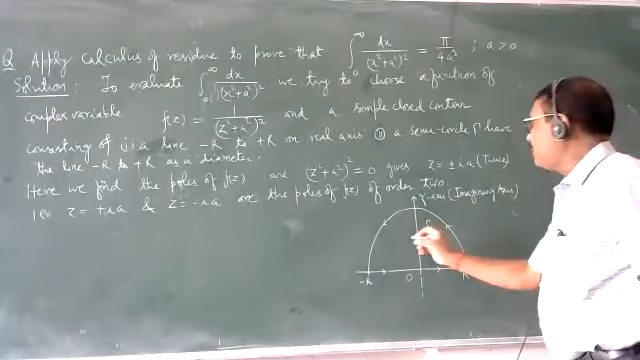 Q Apply calculus of residue to prove that ∫₀^∞ dx/(x²+a²)² = π/4a³ ; a>0
Solution: To evaluate ∫₀^∞ dx/(x²+a²)² we try to choose a function of
complex variable f(z)= 1/(z²+a²)² and a simple closed contour
consisting of (i) a line -R to +R on real axis (ii) a semi-circle Γ have
the line -R to +R as a diameter.
Here we find the poles of f(z) are (z²+a²)²=0 gives z=±ia (Twice)
ie z=+ia & z=-ia are the poles of f(z) of order two
Y-axis (Imaginary axis)
Γ
-R O R